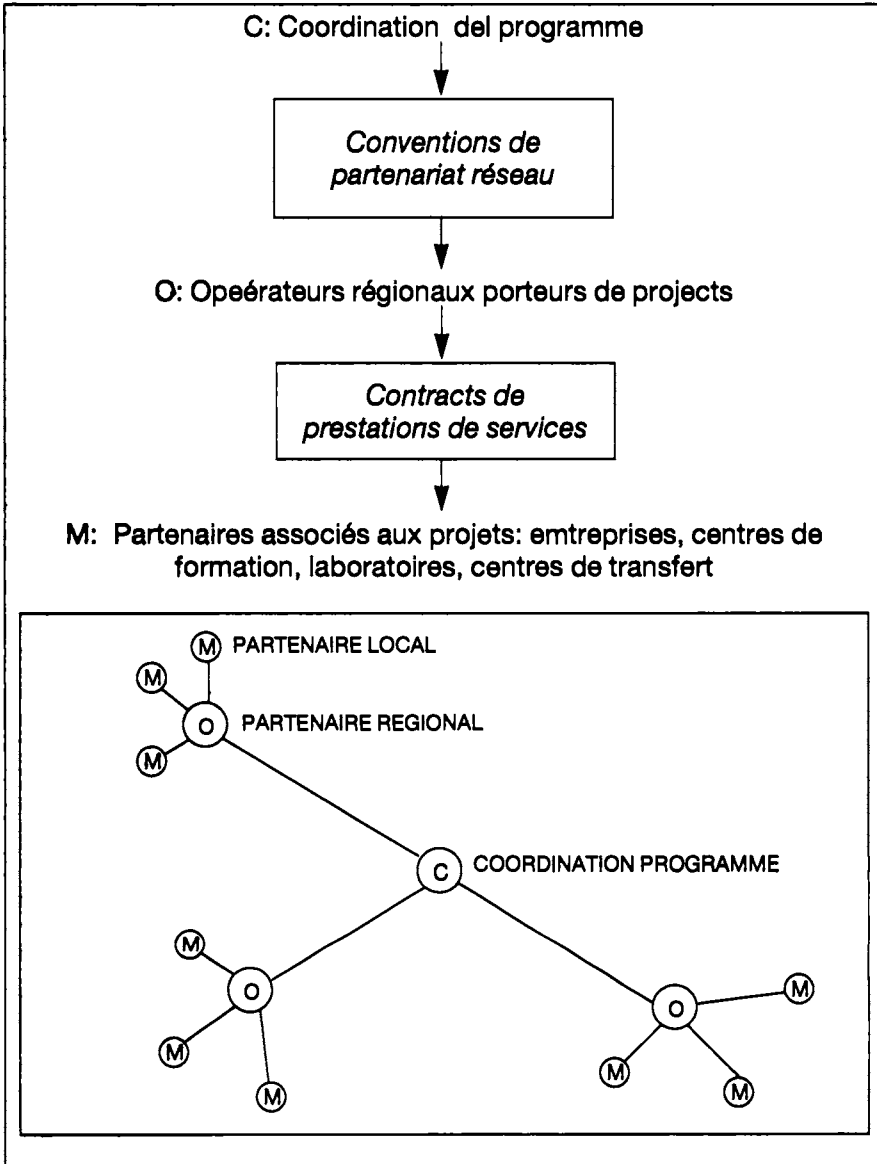 C: Coordination del programme
Conventions de
partenariat réseau
O: Opeérateurs régionaux porteurs de projects
Contracts de
prestations de services
M: Partenaires associés aux projets: emtreprises, centres de
formation, laboratoires, centres de transfert
M PARTENAIRE LOCAL
M
O PARTENAIRE REGIONAL
M
C COORDINATION PROGRAMME
M
O
M
M
O
M
M
M